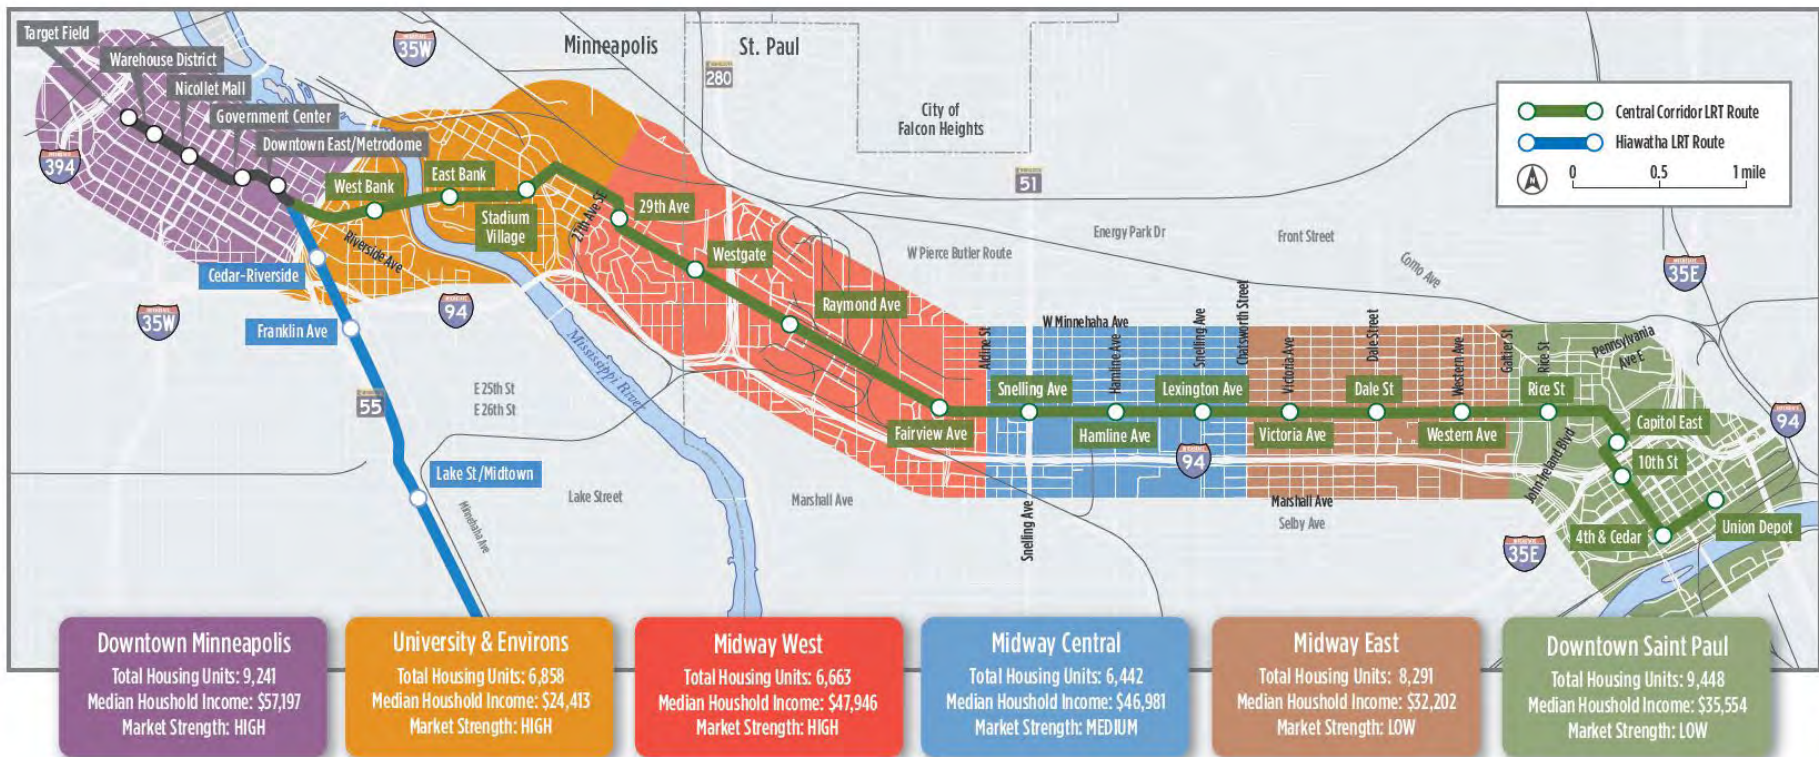 Target Field
Warehouse District
Nicollet Mall
Government Center
Downtown East/Metrodome
394
35W
Minneapolis
St. Paul
280
City of
Falcon Heights
51
Central Corridor LRT Route
Hiawatha LRT Route
N
0 0.5 1 mile
West Bank
East Bank
Stadium
Village
27th Ave SE
29th Ave
Riverside Ave
Westgate
W Pierce Butler Route
Energy Park Dr
Front Street
Como Ave
35E
Cedar-Riverside
35W
94
Franklin Ave
Raymond Ave
Mississippi River
55
E 25th St
E 26th St
Aldine St
W Minnehaha Ave
Hamline Ave
Snelling Ave
Chatsworth Street
Victoria Ave
Dale Street
Western Ave
Galtier St
Rice St
Pennsylvania
Ave E
Snelling Ave
Lexington Ave
Dale St
Rice St
Fairview Ave
Hamline Ave
Victoria Ave
Western Ave
Capitol East
94
94
10th St
John Ireland Blvd
Lake St/Midtown
Minnehaha Ave
Lake Street
Marshall Ave
Snelling Ave
Marshall Ave
Selby Ave
35E
4th & Cedar
Union Depot
Downtown Minneapolis
Total Housing Units: 9,241
Median Houshold Income: $57,197
Market Strength: HIGH
University & Environs
Total Housing Units: 6,858
Median Houshold Income: $24,413
Market Strength: HIGH
Midway West
Total Housing Units: 6,663
Median Houshold Income: $47,946
Market Strength: HIGH
Midway Central
Total Housing Units: 6,442
Median Houshold Income: $46,981
Market Strength: MEDIUM
Midway East
Total Housing Units: 8,291
Median Houshold Income: $32,202
Market Strength: LOW
Downtown Saint Paul
Total Housing Units: 9,448
Median Houshold Income: $35,554
Market Strength: LOW